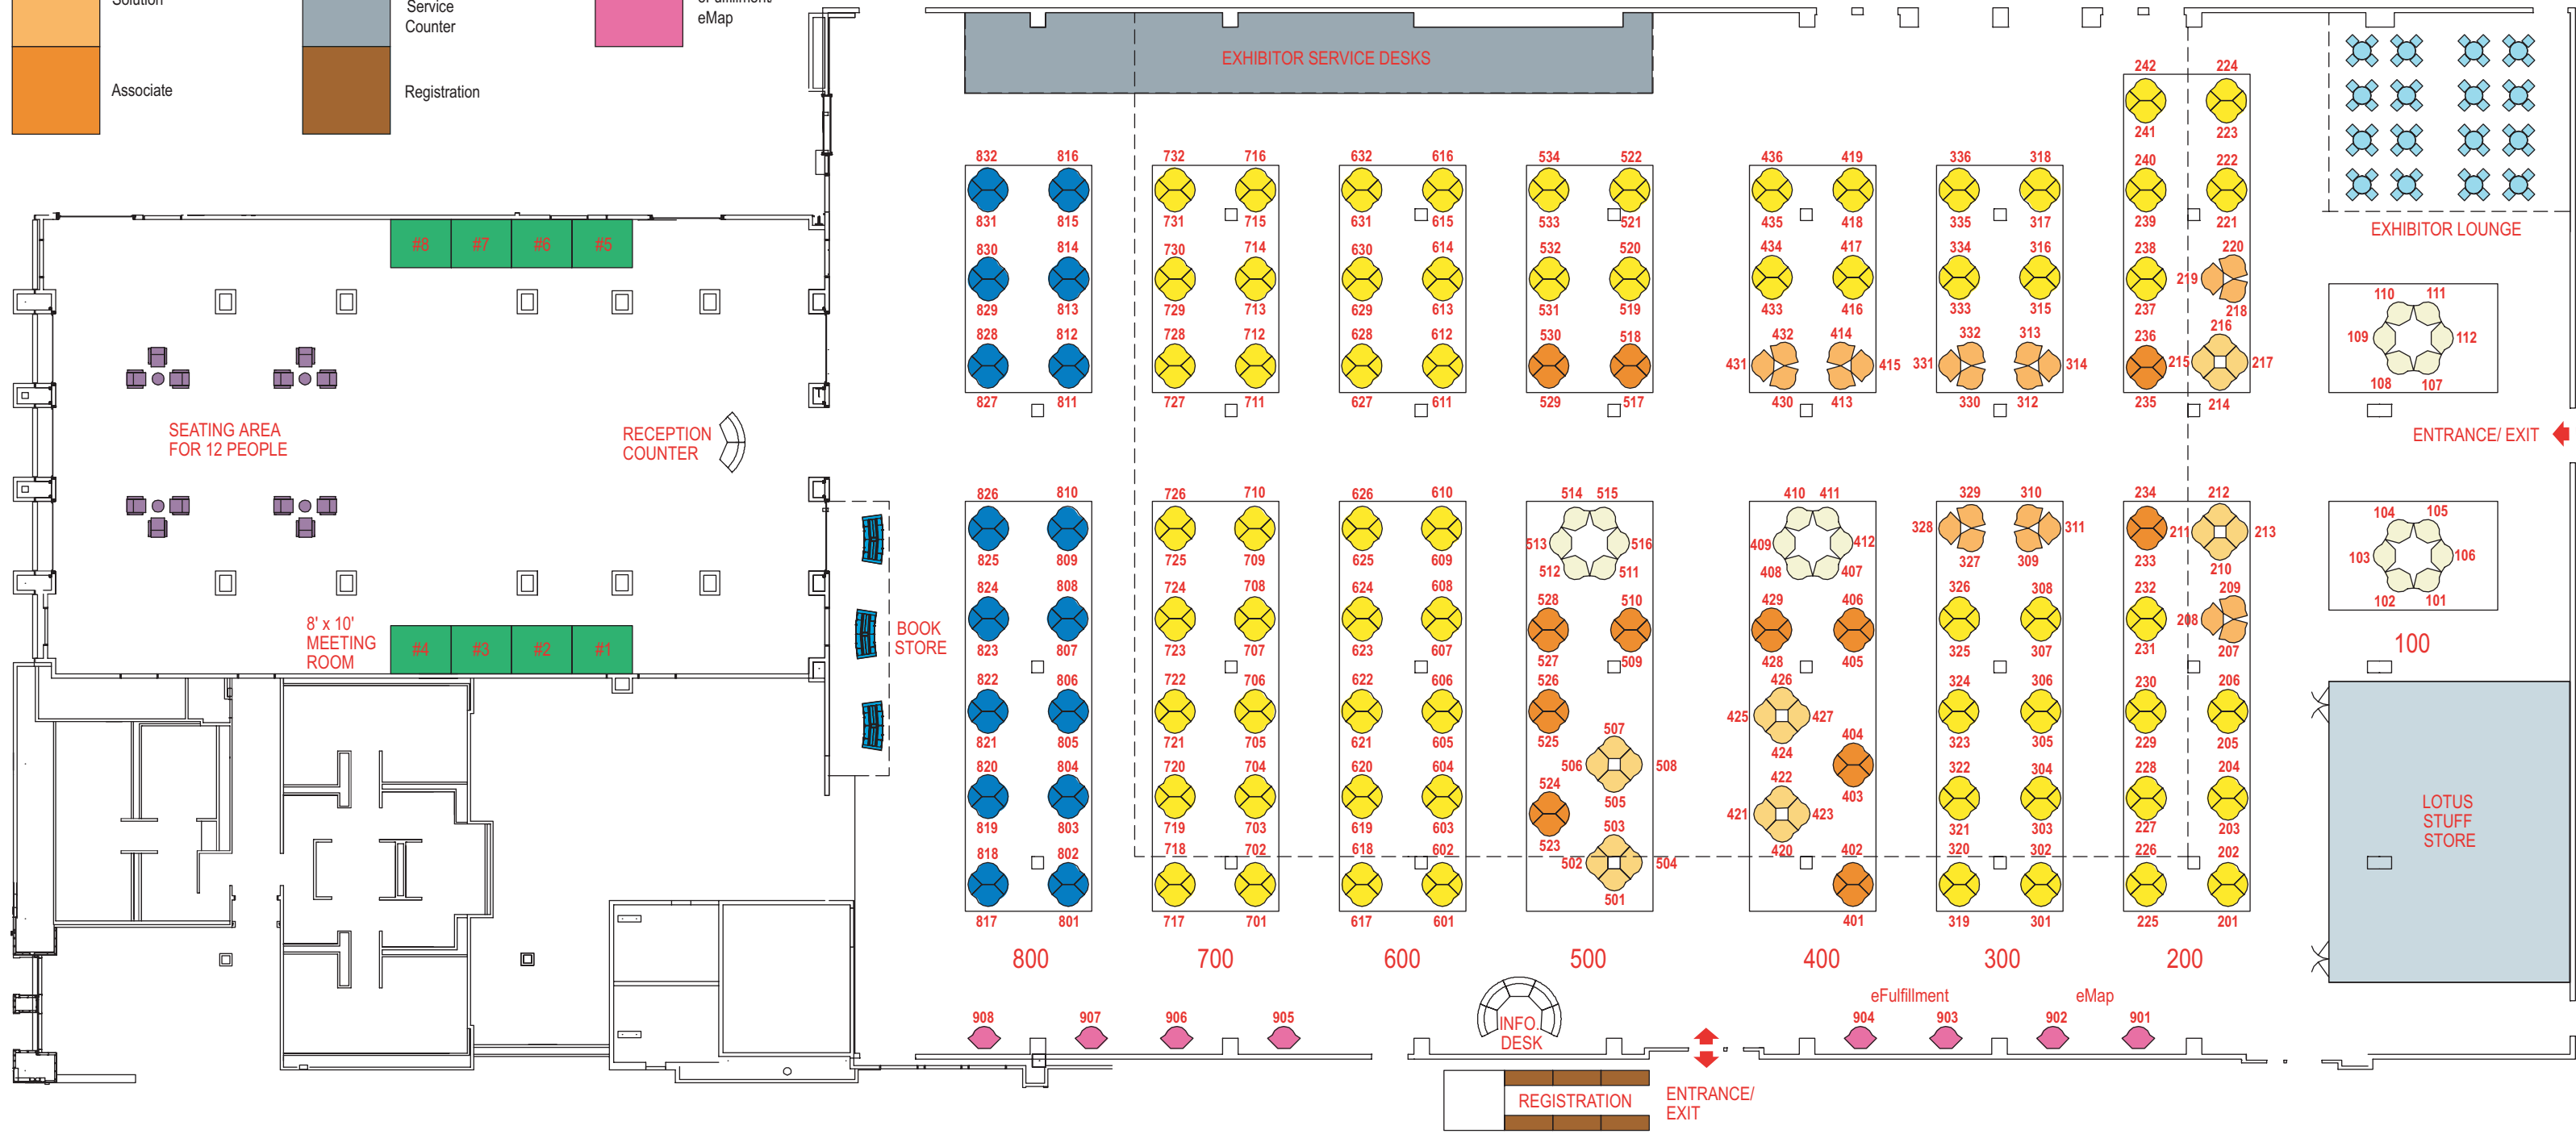 Solution
Service
Counter
eFulfillment
eMap
Associate
Registration
EXHIBITOR SERVICE DESKS
242 224
241 223
832 816 732 716 632 616 534 522 436 419 336 318 240 222
831 815 731 715 631 615 533 521 435 418 335 317 239 221
EXHIBITOR LOUNGE
#8 #7 #6 #5
830 814 730 714 630 614 532 520 434 417 334 316 238 220
219
829 813 729 713 629 613 531 519 433 416 333 315 237 218
110 111
828 812 728 712 628 612 530 518 432 414 332 313 236 216
109 112
431 415 331 314 215 217
108 107
827 811 727 711 627 611 529 517 430 413 330 312 235 214
SEATING AREA
FOR 12 PEOPLE
RECEPTION
COUNTER
ENTRANCE/ EXIT
826 810 726 710 626 610 514 515 410 411 329 310 234 212
104 105
328 311 211 213
513 516 409 412
103 106
825 809 725 709 625 609 512 511 408 407 327 309 233 210
824 808 724 708 624 608 528 510 429 406 326 308 232 209
102 101
208
8' x 10'
MEETING
ROOM
#4 #3 #2 #1
BOOK
STORE
100
823 807 723 707 623 607 527 509 428 405 325 307 231 207
822 806 722 706 622 606 526 426 324 306 230 206
425 427
507 404
821 805 721 705 621 605 525 424 323 305 229 205
820 804 720 704 620 604 506 508 422 322 304 228 204
524 505 403
421 423
LOTUS
STUFF
STORE
819 803 719 703 619 603 503 321 303 227 203
523
818 802 718 702 618 602 420 402 320 302 226 202
502 504
501
817 801 717 701 617 601 401 319 301 225 201
800 700 600 500 400 300 200
eFulfillment eMap
908 907 906 905 904 903 902 901
INFO.
DESK
REGISTRATION
ENTRANCE/
EXIT